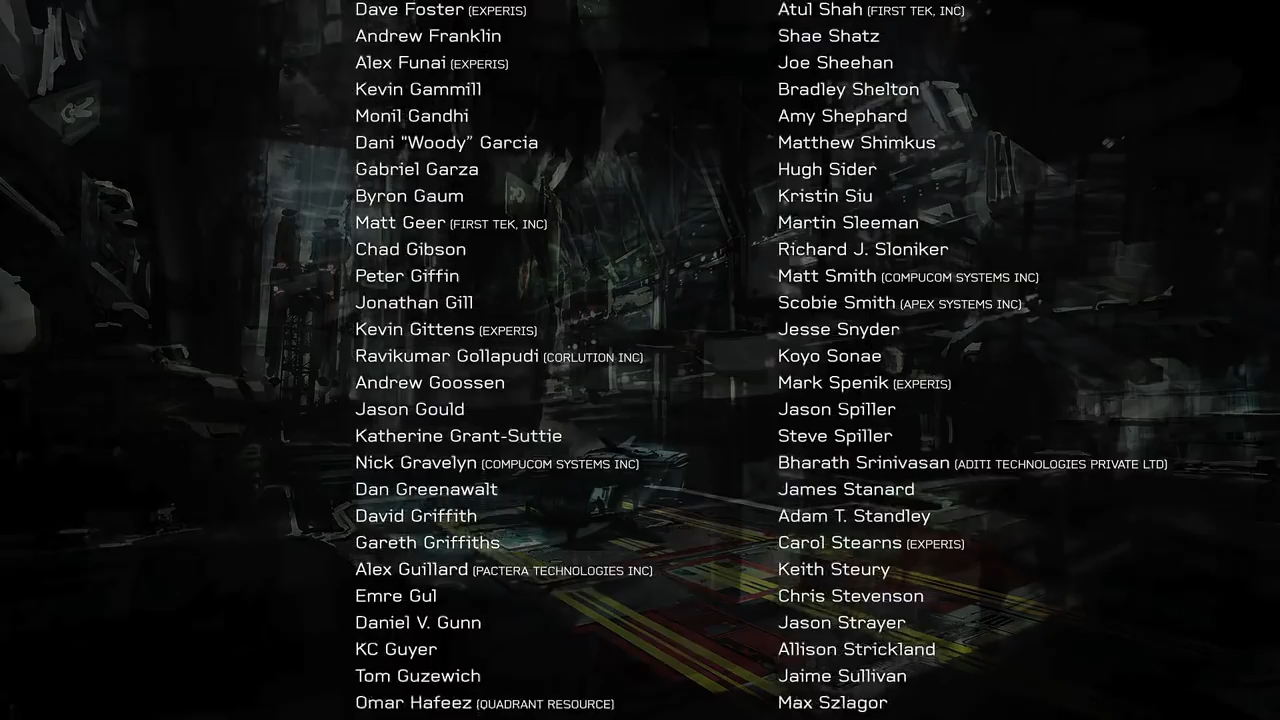 Dave Foster (EXPERIS)
Andrew Franklin
Alex Funai (EXPERIS)
Kevin Gammill
Monil Gandhi
Dani "Woody” Garcia
Gabriel Garza
Byron Gaum
Matt Geer (FIRST TEK, INC)
Chad Gibson
Peter Giffin
Jonathan Gill
Kevin Gittens (EXPERIS)
Ravikumar Gollapudi (CORLUTION INC)
Andrew Goossen
Jason Gould
Katherine Grant-Suttie
Nick Gravelyn (COMPUCOM SYSTEMS INC)
Dan Greenawalt
David Griffith
Gareth Griffiths
Alex Guillard (PACTERA TECHNOLOGIES INC)
Emre Gul
Daniel V. Gunn
KC Guyer
Tom Guzewich
Omar Hafeez (QUADRANT RESOURCE)
Atul Shah (FIRST TEK, INC)
Shae Shatz
Joe Sheehan
Bradley Shelton
Amy Shephard
Matthew Shimkus
Hugh Sider
Kristin Siu
Martin Sleeman
Richard J. Sloniker
Matt Smith (COMPUCOM SYSTEMS INC)
Scobie Smith (APEX SYSTEMS INC)
Jesse Snyder
Koyo Sonae
Mark Spenik (EXPERIS)
Jason Spiller
Steve Spiller
Bharath Srinivasan (ADITI TECHNOLOGIES PRIVATE LTD)
James Stanard
Adam T. Standley
Carol Stearns (EXPERIS)
Keith Steury
Chris Stevenson
Jason Strayer
Allison Strickland
Jaime Sullivan
Max Szlagor